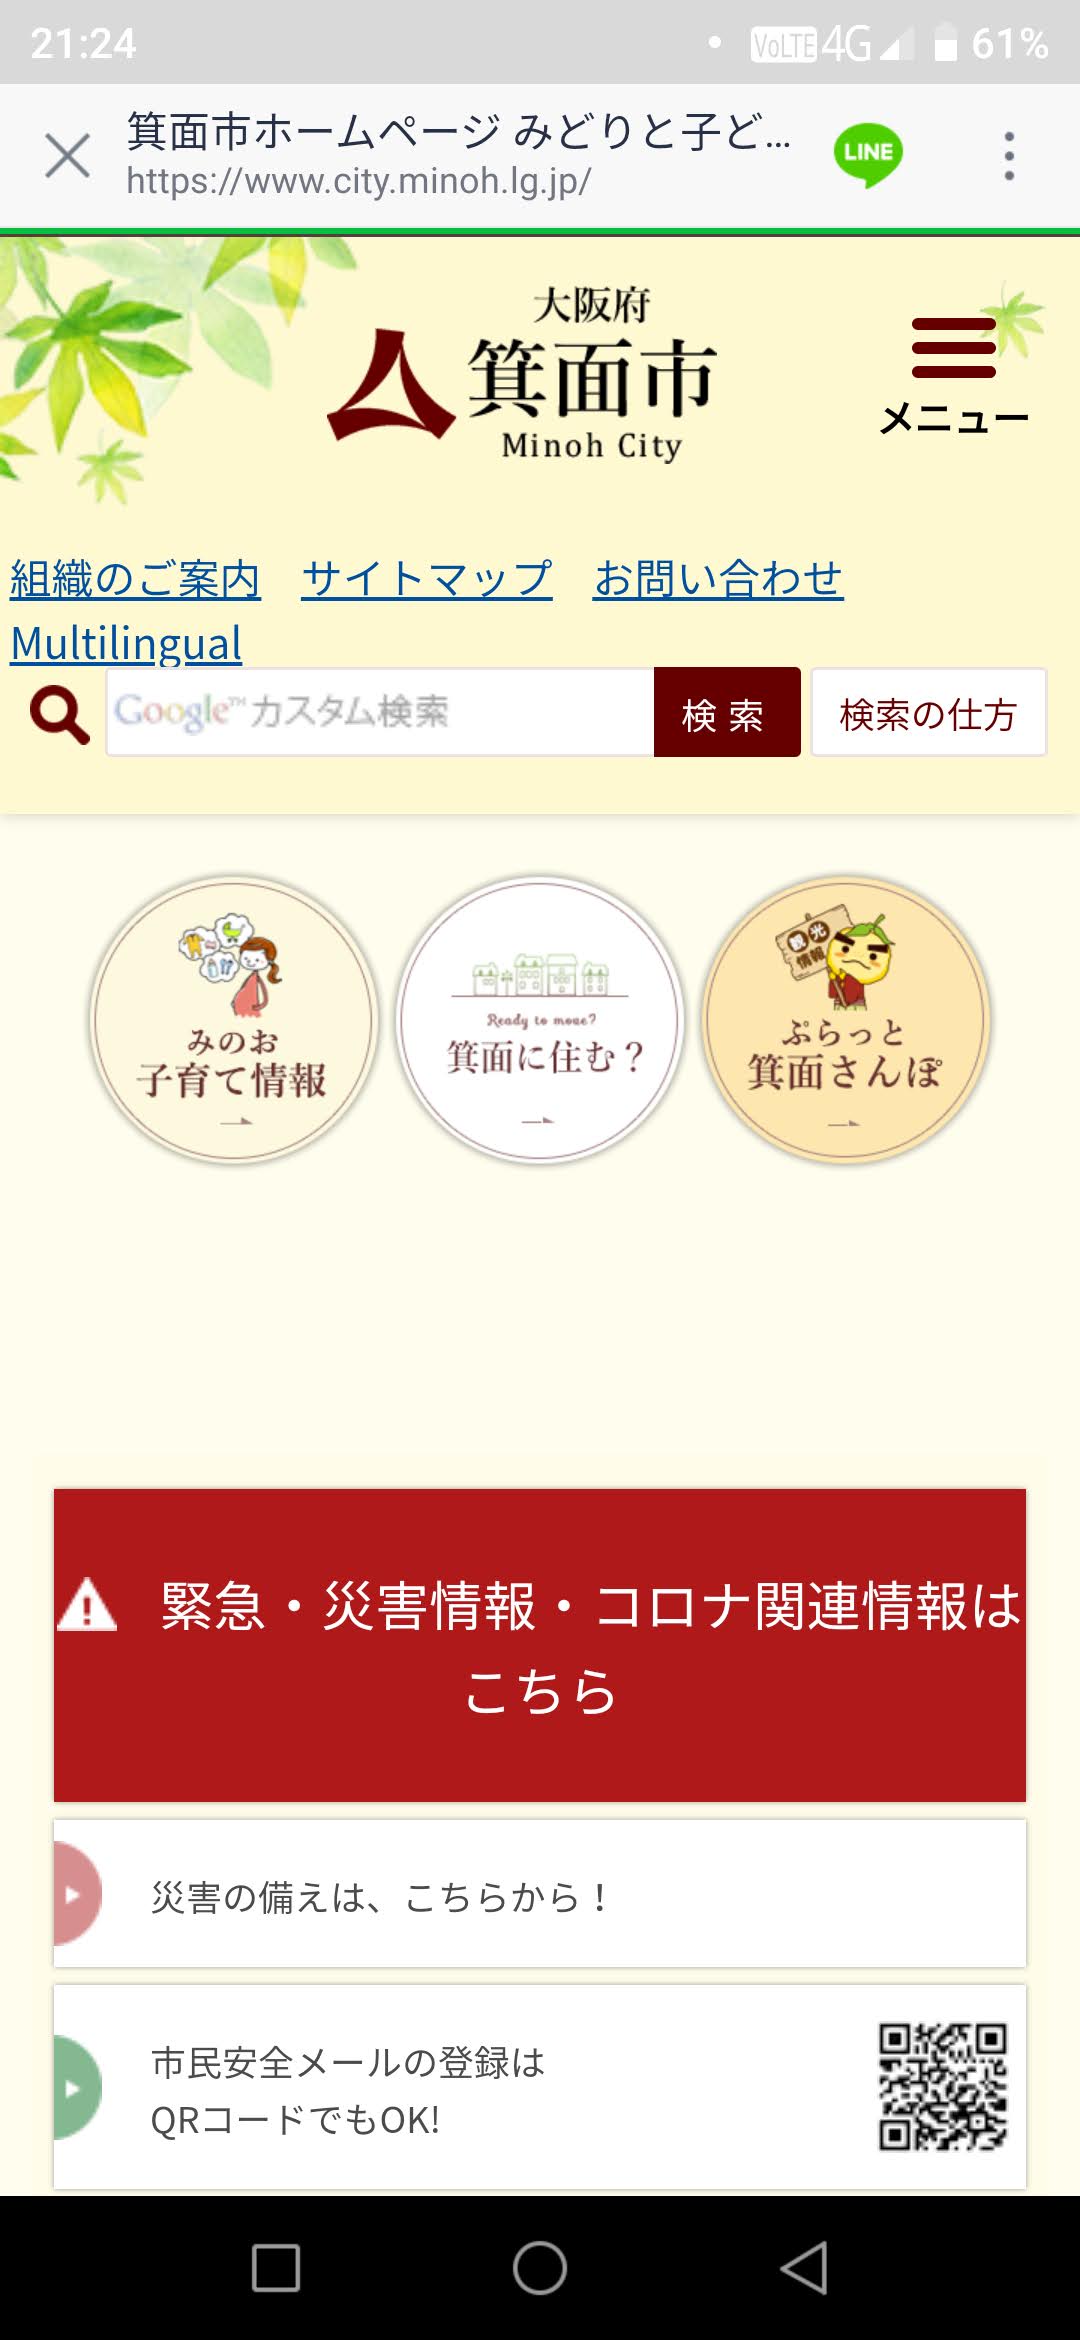 21:24
VoLTE 4G 61%
箕面市ホームページ みどりと子ど…
https://www.city.minoh.lg.jp/
LINE
大阪府
箕面市
Minoh City
メニュー
組織のご案内 サイトマップ お問い合わせ
Multilingual
Google™ カスタム検索 検索 検索の仕方
みのお
子育て情報
Ready to move?
箕面に住む？
観光
情報
ぷらっと
箕面さんぽ
緊急・災害情報・コロナ関連情報は
こちら
災害の備えは、こちらから！
市民安全メールの登録は
QRコードでもOK!